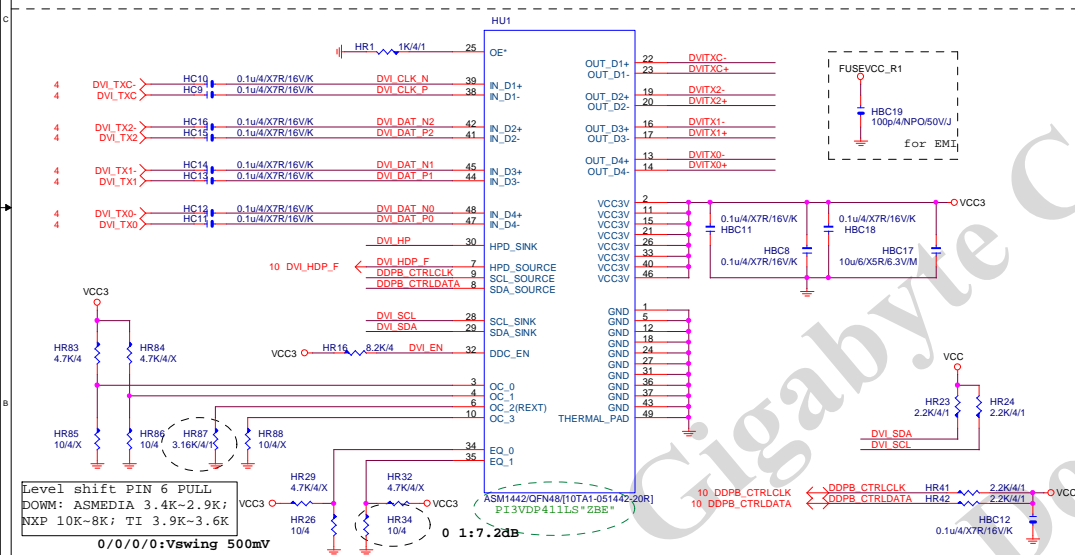 C
HU1
HR1
1K/4/1
25
OE*
4
DVI_TXC-
HC10
0.1u/4/X7R/16V/K
DVI_CLK_N
39
IN_D1+
4
DVI_TXC
HC9
0.1u/4/X7R/16V/K
DVI_CLK_P
38
IN_D1-
4
DVI_TX2-
HC16
0.1u/4/X7R/16V/K
DVI_DAT_N2
42
IN_D2+
4
DVI_TX2
HC15
0.1u/4/X7R/16V/K
DVI_DAT_P2
41
IN_D2-
4
DVI_TX1-
HC14
0.1u/4/X7R/16V/K
DVI_DAT_N1
45
IN_D3+
4
DVI_TX1
HC13
0.1u/4/X7R/16V/K
DVI_DAT_P1
44
IN_D3-
4
DVI_TX0-
HC12
0.1u/4/X7R/16V/K
DVI_DAT_N0
48
IN_D4+
4
DVI_TX0
HC11
0.1u/4/X7R/16V/K
DVI_DAT_P0
47
IN_D4-
DVI_HP
30
HPD_SINK
10 DVI_HDP_F
DVI_HDP_F
7
HPD_SOURCE
DDPB_CTRLCLK
9
SCL_SOURCE
DDPB_CTRLDATA
8
SDA_SOURCE
DVI_SCL
28
SCL_SINK
DVI_SDA
29
SDA_SINK
VCC3
HR16
8.2K/4
DVI_EN
32
DDC_EN
3
OC_0
4
OC_1
6
OC_2(REXT)
10
OC_3
34
EQ_0
35
EQ_1
OUT_D1+
22
DVITXC-
OUT_D1-
23
DVITXC+
OUT_D2+
19
DVITX2-
OUT_D2-
20
DVITX2+
OUT_D3+
16
DVITX1-
OUT_D3-
17
DVITX1+
OUT_D4+
13
DVITX0-
OUT_D4-
14
DVITX0+
VCC3V
2
VCC3V
11
VCC3V
15
VCC3V
21
VCC3V
26
VCC3V
33
VCC3V
40
VCC3V
46
GND
1
GND
5
GND
12
GND
18
GND
24
GND
27
GND
31
GND
36
GND
37
GND
43
THERMAL_PAD
49
FUSEVCC_R1
HBC19
100p/4/NPO/50V/J
for EMI
VCC3
0.1u/4/X7R/16V/K
HBC11
0.1u/4/X7R/16V/K
HBC18
HBC8
0.1u/4/X7R/16V/K
HBC17
10u/6/X5R/6.3V/M
B
VCC3
HR83
4.7K/4
HR84
4.7K/4/X
HR85
10/4/X
HR86
10/4
HR87
3.16K/4/1
HR88
10/4/X
HR29
4.7K/4/X
HR32
4.7K/4/X
VCC3
VCC3
HR26
10/4
HR34
10/4
Level shift PIN 6 PULL
DOWM: ASMEDIA 3.4K~2.9K;
NXP 10K~8K; TI 3.9K~3.6K
0/0/0/0:Vswing 500mV
0 1:7.2dB
ASM1442/QFN48/[10TA1-051442-20R]
PI3VDP411LS"ZBE"
VCC
HR23
2.2K/4/1
HR24
2.2K/4/1
DVI_SDA
DVI_SCL
10 DDPB_CTRLCLK
DDPB_CTRLCLK
HR41
2.2K/4/1
10 DDPB_CTRLDATA
DDPB_CTRLDATA
HR42
2.2K/4/1
VCC
HBC12
0.1u/4/X7R/16V/K
Gigabyte C
Do